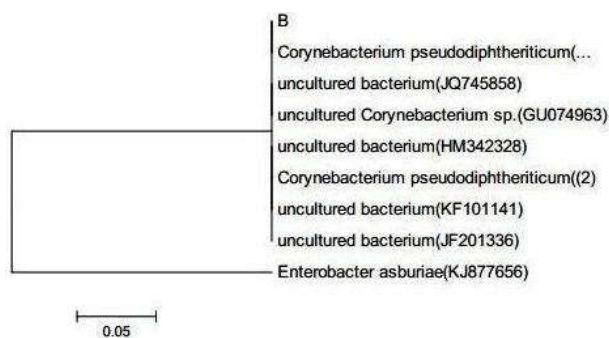 B
Corynebacterium pseudodiphtheriticum(...
uncultured bacterium(JQ745858)
uncultured Corynebacterium sp.(GU074963)
uncultured bacterium(HM342328)
Corynebacterium pseudodiphtheriticum((2)
uncultured bacterium(KF101141)
uncultured bacterium(JF201336)
Enterobacter asburiae(KJ877656)
0.05